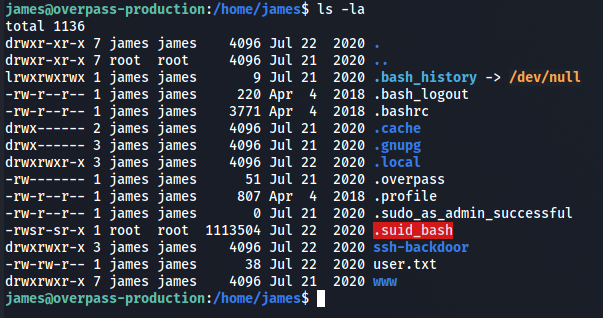 james@overpass-production:/home/james$ ls -la
total 1136
drwxr-xr-x 7 james james    4096 Jul 22  2020 .
drwxr-xr-x 7 root  root     4096 Jul 21  2020 ..
lrwxrwxrwx 1 james james       9 Jul 21  2020 .bash_history -> /dev/null
-rw-r--r-- 1 james james     220 Apr  4  2018 .bash_logout
-rw-r--r-- 1 james james    3771 Apr  4  2018 .bashrc
drwx------ 2 james james    4096 Jul 21  2020 .cache
drwx------ 3 james james    4096 Jul 21  2020 .gnupg
drwxrwxr-x 3 james james    4096 Jul 22  2020 .local
-rw------- 1 james james      51 Jul 21  2020 .overpass
-rw-r--r-- 1 james james     807 Apr  4  2018 .profile
-rw-r--r-- 1 james james       0 Jul 21  2020 .sudo_as_admin_successful
-rwsr-sr-x 1 root  root  1113504 Jul 22  2020 .suid_bash
drwxrwxr-x 3 james james    4096 Jul 22  2020 ssh-backdoor
-rw-rw-r-- 1 james james      38 Jul 22  2020 user.txt
drwxrwxr-x 7 james james    4096 Jul 21  2020 www
james@overpass-production:/home/james$